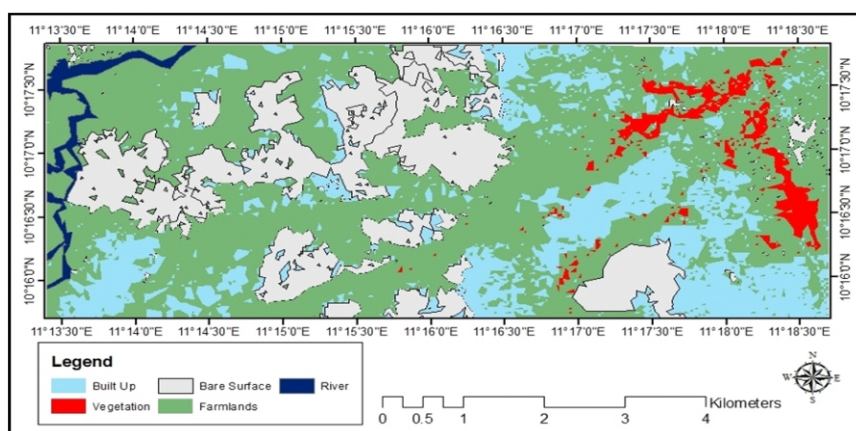 11°13'30"E 11°14'0"E 11°14'30"E 11°15'0"E 11°15'30"E 11°16'0"E 11°16'30"E 11°17'0"E 11°17'30"E 11°18'0"E 11°18'30"E
10°17'30"N 10°17'30"N
10°17'0"N 10°17'0"N
10°16'30"N 10°16'30"N
10°16'0"N 10°16'0"N
11°13'30"E 11°14'0"E 11°14'30"E 11°15'0"E 11°15'30"E 11°16'0"E 11°16'30"E 11°17'0"E 11°17'30"E 11°18'0"E 11°18'30"E
Legend
Built Up Bare Surface River
Vegetation Farmlands
N
W E
S
Kilometers
0 0.5 1 2 3 4